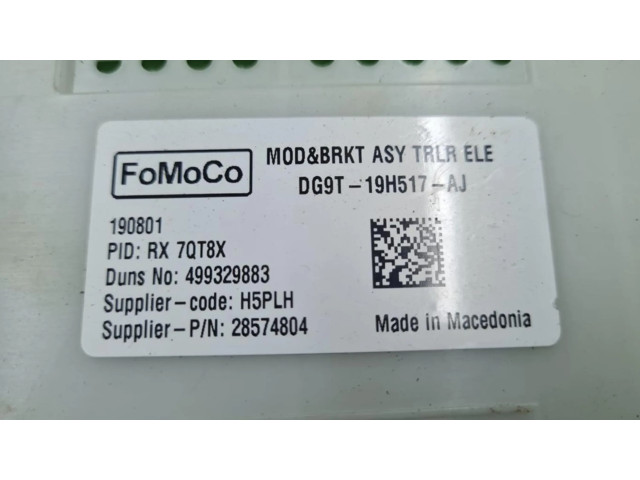 FoMoCo
MOD&BRKT ASY TRLR ELE
DG9T-19H517-AJ
190801
PID: RX 7QT8X
Duns No: 499329883
Supplier-code: H5PLH
Supplier-P/N: 28574804
Made in Macedonia